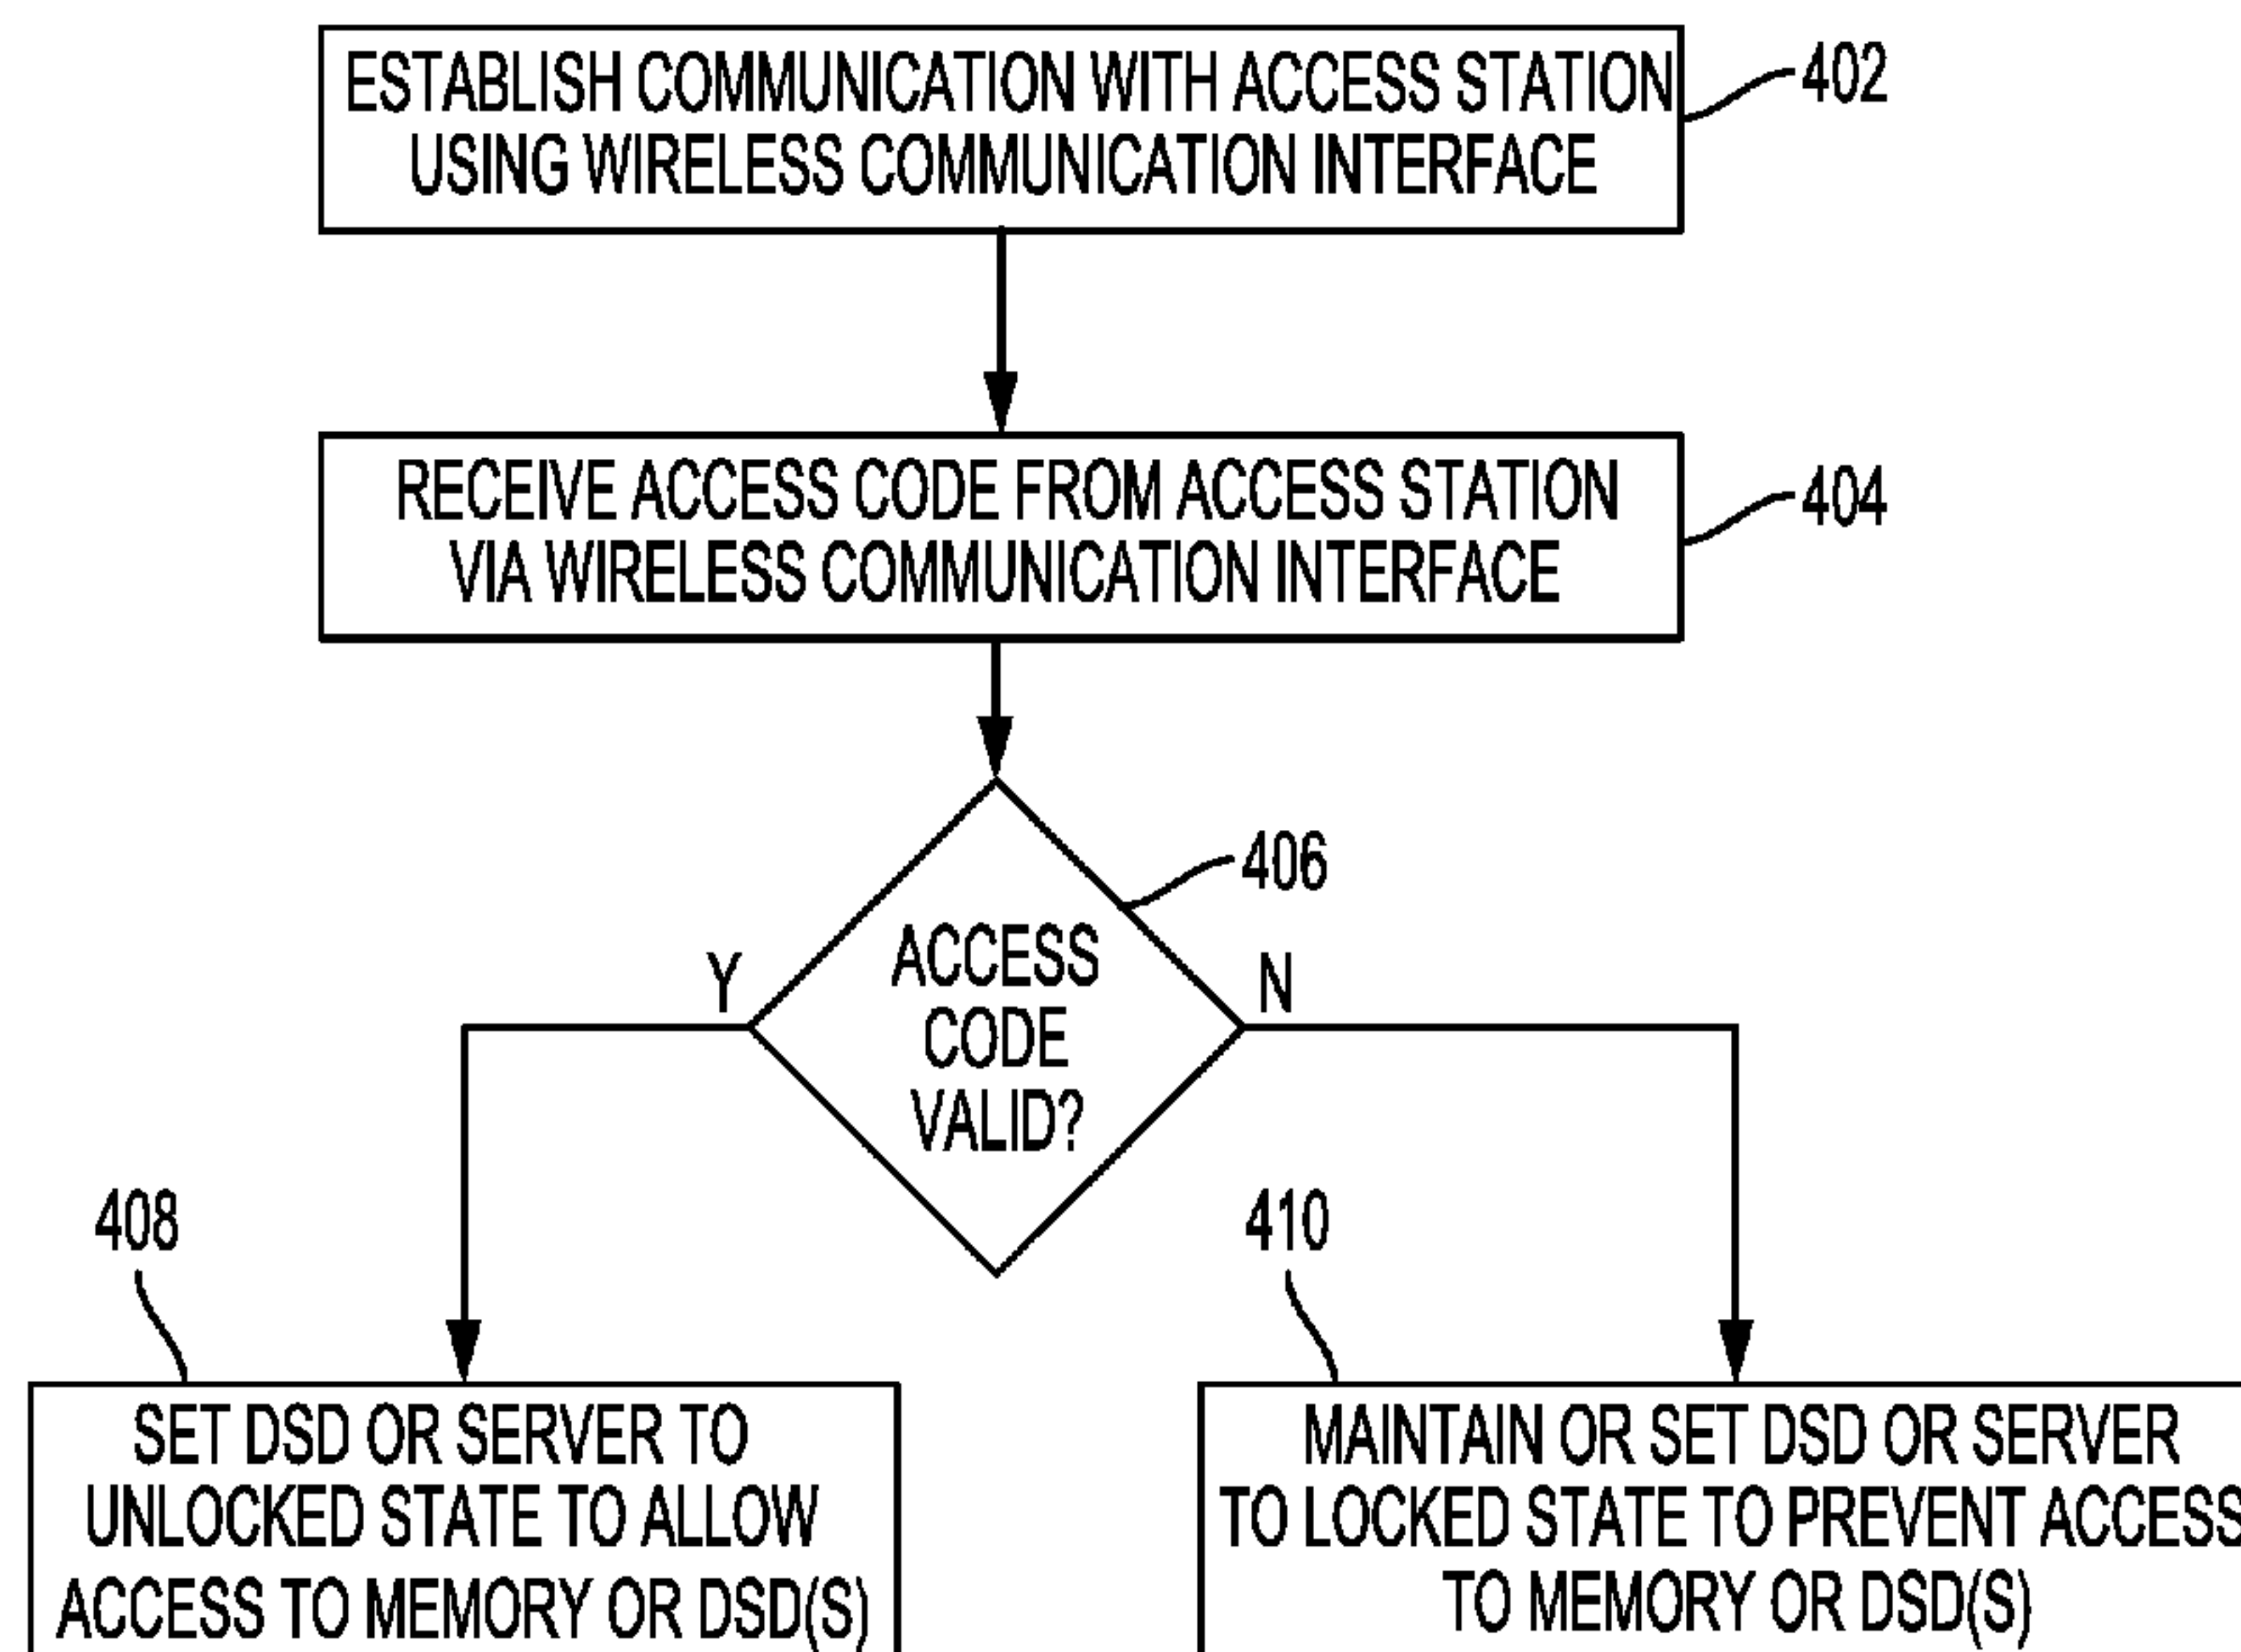 ESTABLISH COMMUNICATION WITH ACCESS STATION
USING WIRELESS COMMUNICATION INTERFACE
402
RECEIVE ACCESS CODE FROM ACCESS STATION
VIA WIRELESS COMMUNICATION INTERFACE
404
406
ACCESS
CODE
VALID?
Y
N
408
SET DSD OR SERVER TO
UNLOCKED STATE TO ALLOW
ACCESS TO MEMORY OR DSD(S)
410
MAINTAIN OR SET DSD OR SERVER
TO LOCKED STATE TO PREVENT ACCESS
TO MEMORY OR DSD(S)